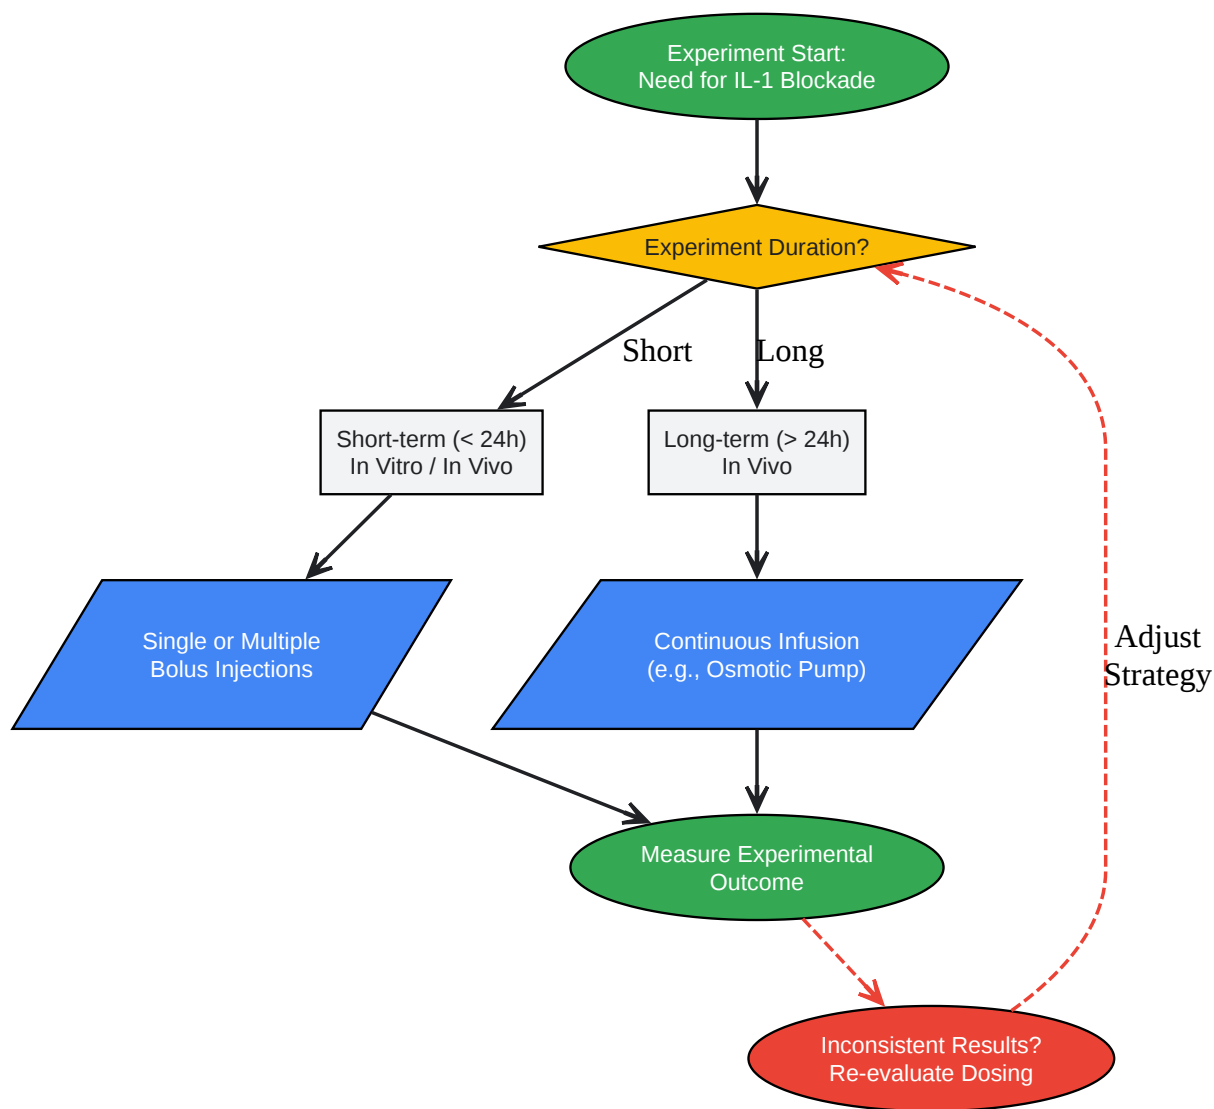 Experiment Start:
Need for IL-1 Blockade
Experiment Duration?
Short
Long
Short-term (< 24h)
In Vitro / In Vivo
Long-term (> 24h)
In Vivo
Single or Multiple
Bolus Injections
Continuous Infusion
(e.g., Osmotic Pump)
Adjust
Strategy
Measure Experimental
Outcome
Inconsistent Results?
Re-evaluate Dosing